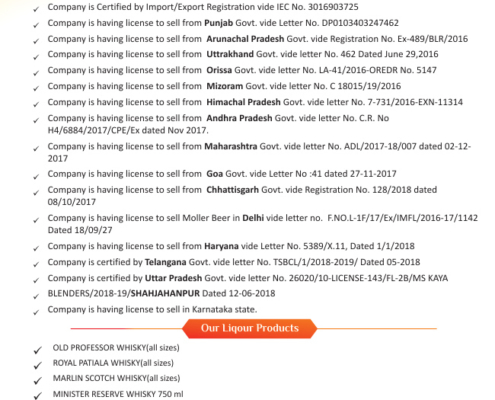 Company is Certified by Import/Export Registration vide IEC No. 3016903725
Company is having license to sell from Punjab Govt. vide Letter No. DP0103403247462
Company is having license to sell from Arunachal Pradesh Govt. vide Registration No. Ex-489/BLR/2016
Company is having license to sell from Uttrakhand Govt. vide letter No. 462 Dated June 29,2016
Company is having license to sell from Orissa Govt. vide letter No. LA-41/2016-OREDR No. 5147
Company is having license to sell from Mizoram Govt. vide letter No. C 18015/19/2016
Company is having license to sell from Himachal Pradesh Govt. vide letter No. 7-731/2016-EXN-11314
Company is having license to sell from Andhra Pradesh Govt. vide letter No. C.R. No
H4/6884/2017/CPE/Ex dated Nov 2017.
Company is having license to sell from Maharashtra Govt. vide letter No. ADL/2017-18/007 dated 02-12-
2017
Company is having license to sell from Goa Govt. vide Letter No :41 dated 27-11-2017
Company is having license to sell from Chhattisgarh Govt. vide Registration No. 128/2018 dated
08/10/2017
Company is having license to sell Moller Beer in Delhi vide letter no. F.NO.L-1F/17/Ex/IMFL/2016-17/1142
Dated 18/09/27
Company is having license to sell from Haryana vide Letter No. 5389/X.11, Dated 1/1/2018
Company is certified by Telangana Govt. vide letter No. TSBCL/1/2018-2019/ Dated 05-2018
Company is certified by Uttar Pradesh Govt. vide letter No. 26020/10-LICENSE-143/FL-2B/MS KAYA
BLENDERS/2018-19/SHAHJAHANPUR Dated 12-06-2018
Company is having license to sell in Karnataka state.
Our Liqour Products
OLD PROFESSOR WHISKY(all sizes)
ROYAL PATIALA WHISKY(all sizes)
MARLIN SCOTCH WHISKY(all sizes)
MINISTER RESERVE WHISKY 750 ml